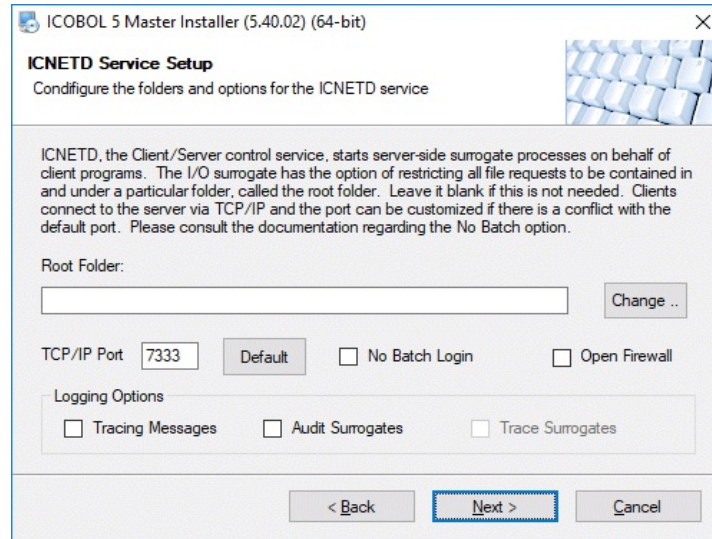 ICOBOL 5 Master Installer (5.40.02) (64-bit)
ICNETD Service Setup
Condifigure the folders and options for the ICNETD service
ICNETD, the Client/Server control service, starts server-side surrogate processes on behalf of
client programs. The I/O surrogate has the option of restricting all file requests to be contained in
and under a particular folder, called the root folder. Leave it blank if this is not needed. Clients
connect to the server via TCP/IP and the port can be customized if there is a conflict with the
default port. Please consult the documentation regarding the No Batch option.
Root Folder:
Change ..
TCP/IP Port 7333 Default No Batch Login Open Firewall
Logging Options
Tracing Messages Audit Surrogates Trace Surrogates
< Back Next > Cancel